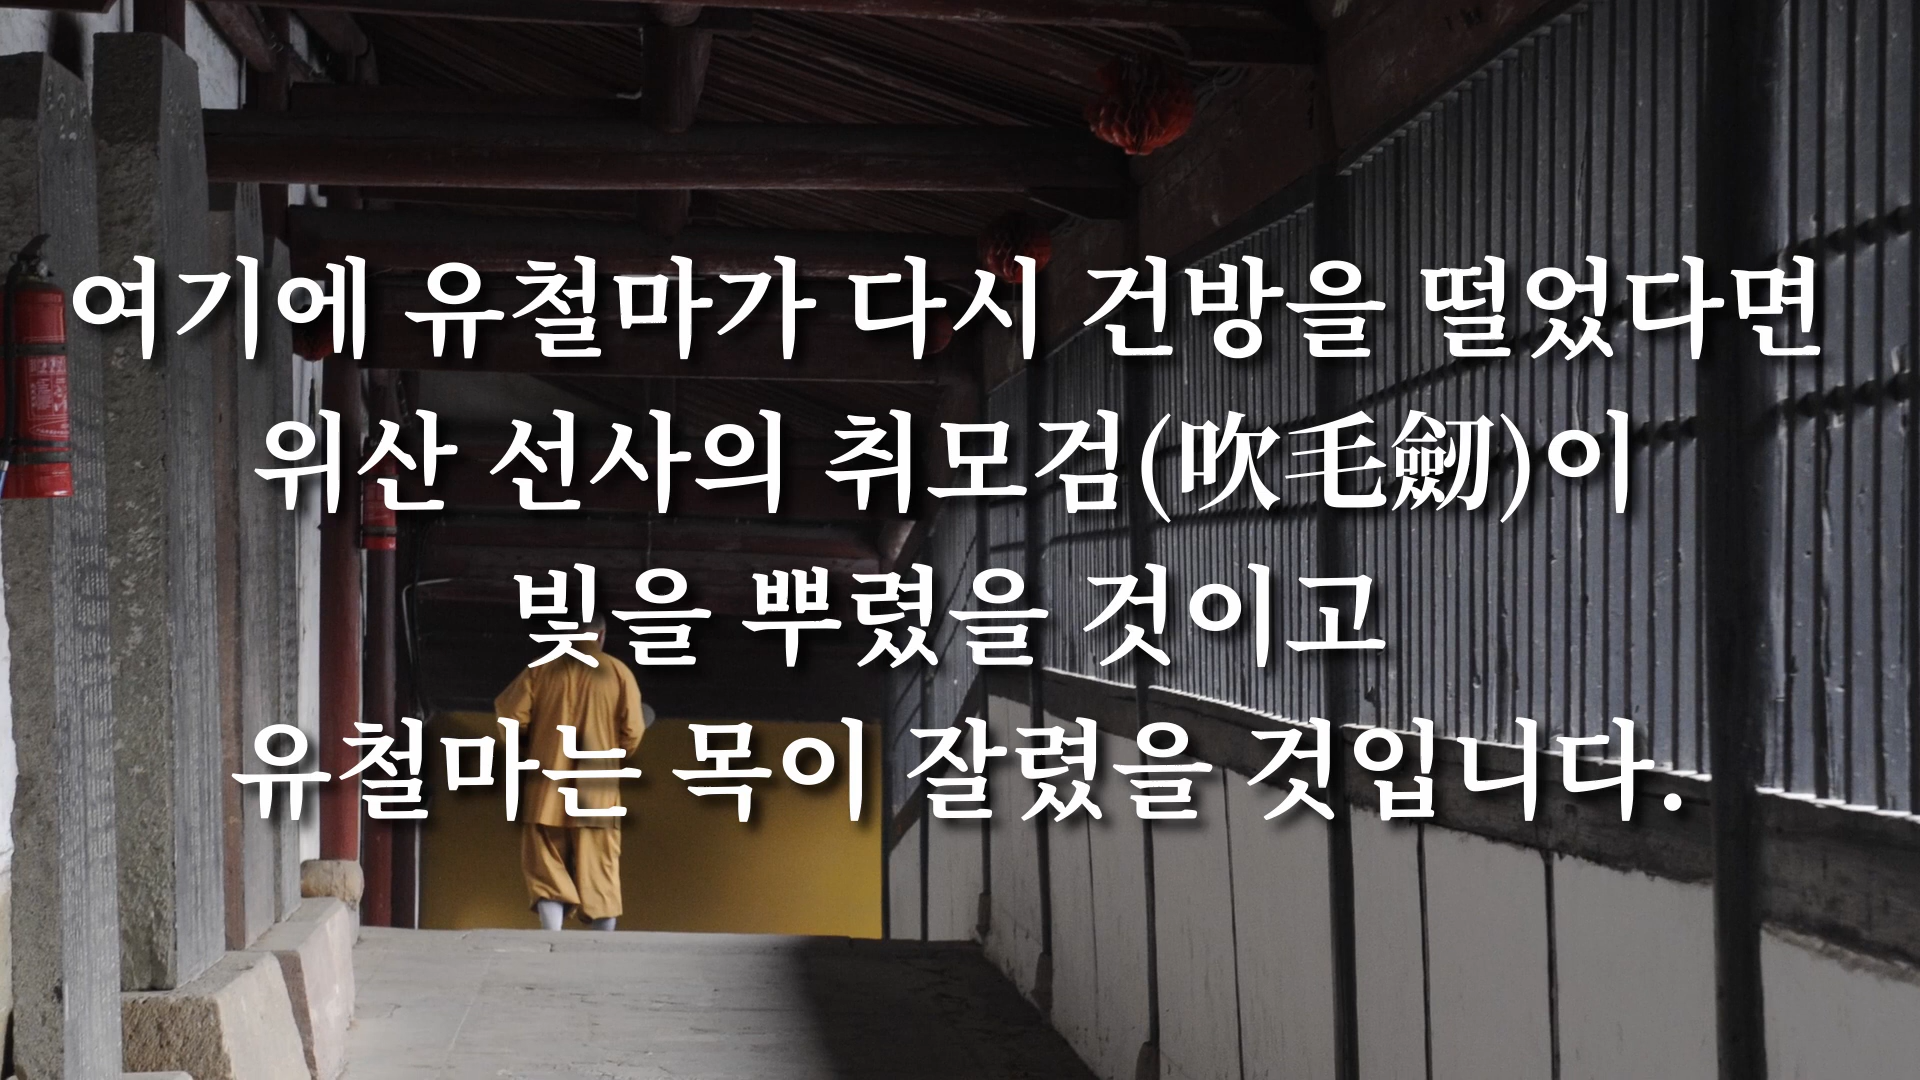 여기에 유철마가 다시 건방을 떨었다면
위산 선사의 취모검(吹毛劒)이
빛을 뿌렸을 것이고
유철마는 목이 잘렸을 것입니다.